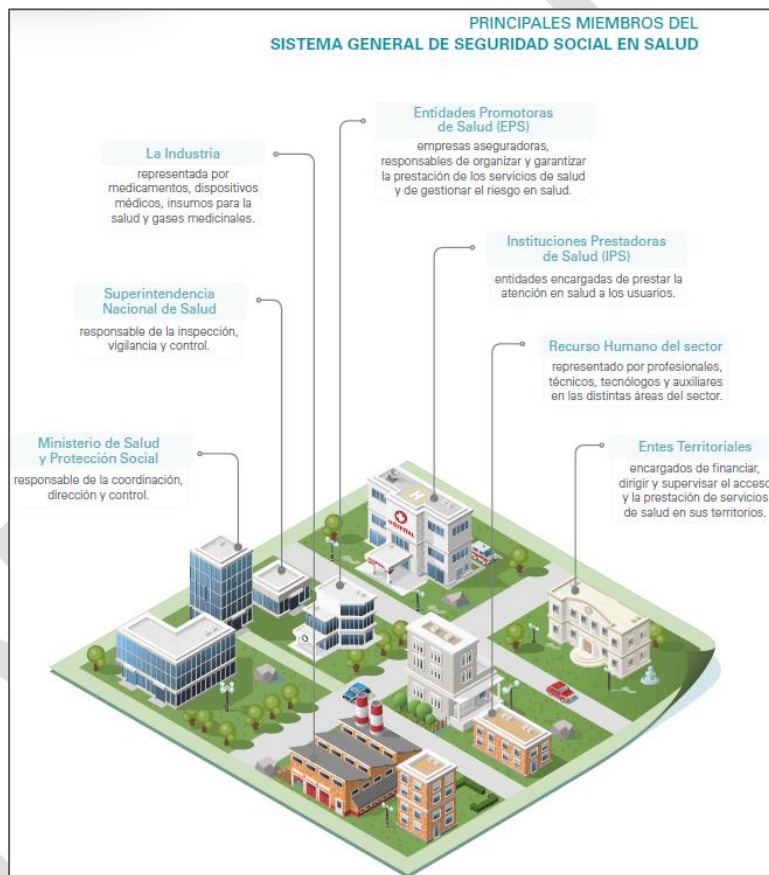 PRINCIPALES MIEMBROS DEL
SISTEMA GENERAL DE SEGURIDAD SOCIAL EN SALUD
Entidades Promotoras
de Salud (EPS)
empresas aseguradoras,
responsables de organizar y garantizar
la prestación de los servicios de salud
y de gestionar el riesgo en salud.
La Industria
representada por
medicamentos, dispositivos
médicos, insumos para la
salud y gases medicinales.
Instituciones Prestadoras
de Salud (IPS)
entidades encargadas de prestar la
atención en salud a los usuarios.
Superintendencia
Nacional de Salud
responsable de la inspección,
vigilancia y control.
Recurso Humano del sector
representado por profesionales,
técnicos, tecnólogos y auxiliares
en las distintas áreas del sector.
Ministerio de Salud
y Protección Social
responsable de la coordinación,
dirección y control.
Entes Territoriales
encargados de financiar,
dirigir y supervisar el acceso
y la prestación de servicios
de salud en sus territorios.
H
HOSPITAL